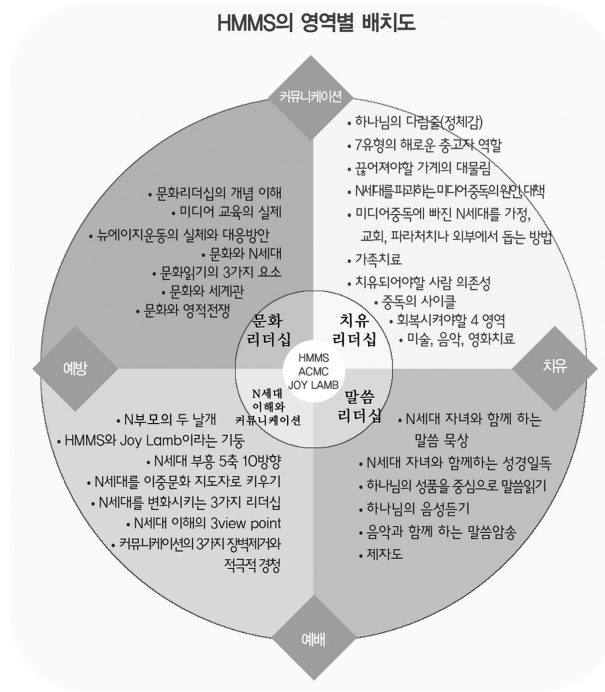 HMMS의 영역별 배치도
커뮤니케이션
• 문화리더십의 개념 이해
• 미디어 교육의 실제
• 뉴에이지운동의 실체와 대응방안
• 문화와 N세대
• 문화읽기의 3가지 요소
• 문화와 세계관
• 문화와 영적전쟁
• 하나님의 다람줄(정체감)
• 7유형의 해로운 충고자 역할
• 끊어져야할 가계의 대물림
• N세대를 파괴하는 미디어 중독의 원인, 대책
• 미디어중독에 빠진 N세대를 가정,
교회, 파라처치나 외부에서 돕는 방법
• 가족치료
• 치유되어야할 사람 의존성
• 중독의 사이클
• 회복시켜야할 4 영역
• 미술, 음악, 영화치료
문화
리더십
치유
리더십
HMMS
ACMC
JOY LAMB
N세대
이해와
커뮤니케이션
말씀
리더십
예방
치유
• N부모의 두 날개
• HMMS와 Joy Lamb이라는 기둥
• N세대 부흥 5축 10방향
• N세대를 이중문화 지도자로 키우기
• N세대를 변화시키는 3가지 리더십
• N세대 이해의 3view point
• 커뮤니케이션의 3가지 장벽제거와
적극적 경청
• N세대 자녀와 함께 하는
말씀 묵상
• N세대 자녀와 함께하는 성경일독
• 하나님의 성품을 중심으로 말씀읽기
• 하나님의 음성듣기
• 음악과 함께 하는 말씀암송
• 제자도
예배